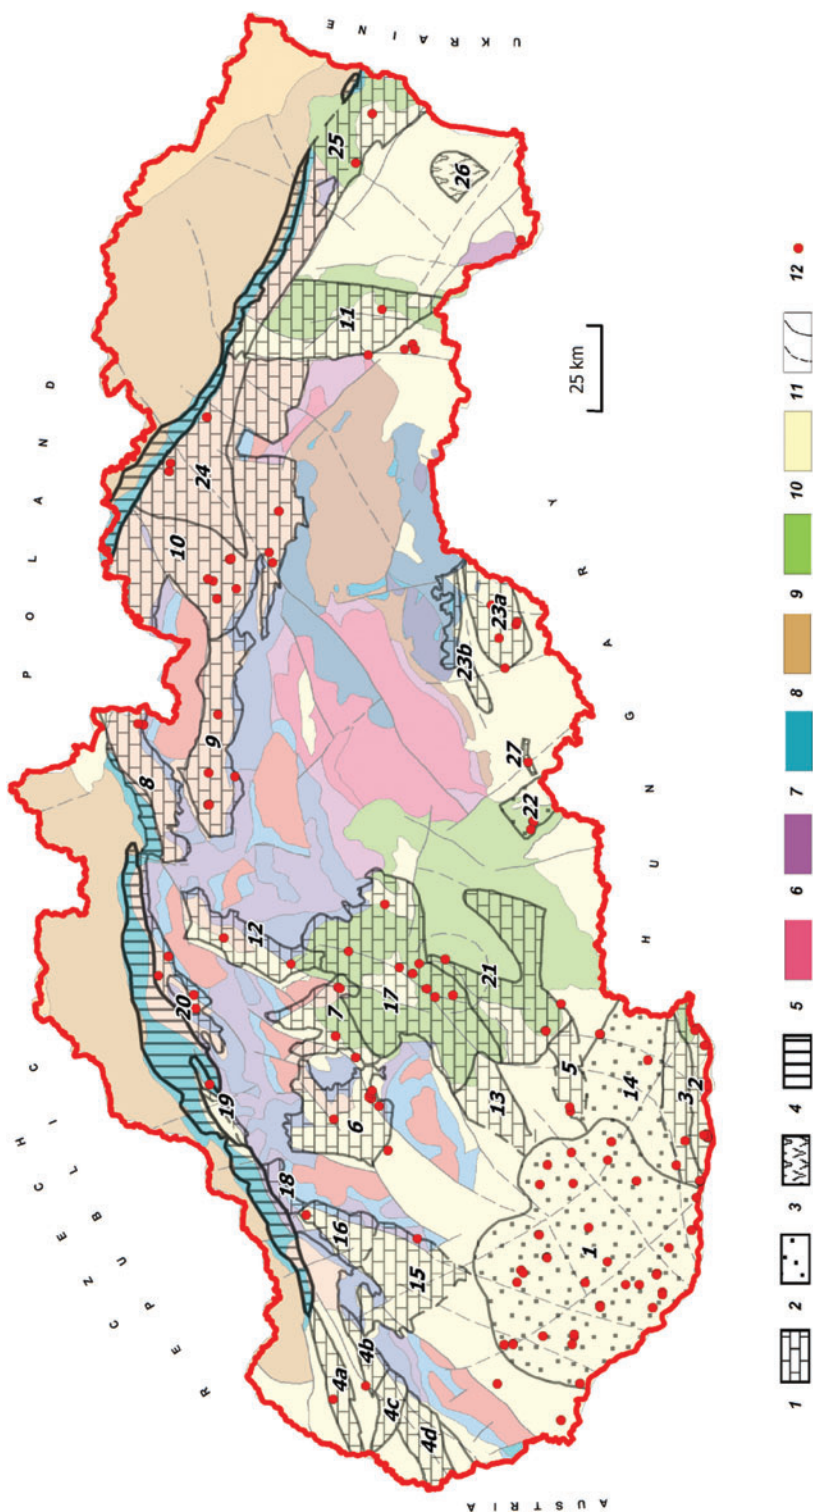 CZECH
REPUBLIC
POLAND
UKRAINE
AUSTRIA
HUNGARY
8
10
24
20
9
19
12
18
25
4a
16
7
11
4b
6
17
26
4c
15
4d
21
13
23b
23a
5
22
27
1
14
3
2
25 km
1
2
3
4
5
6
7
8
9
10
11
12